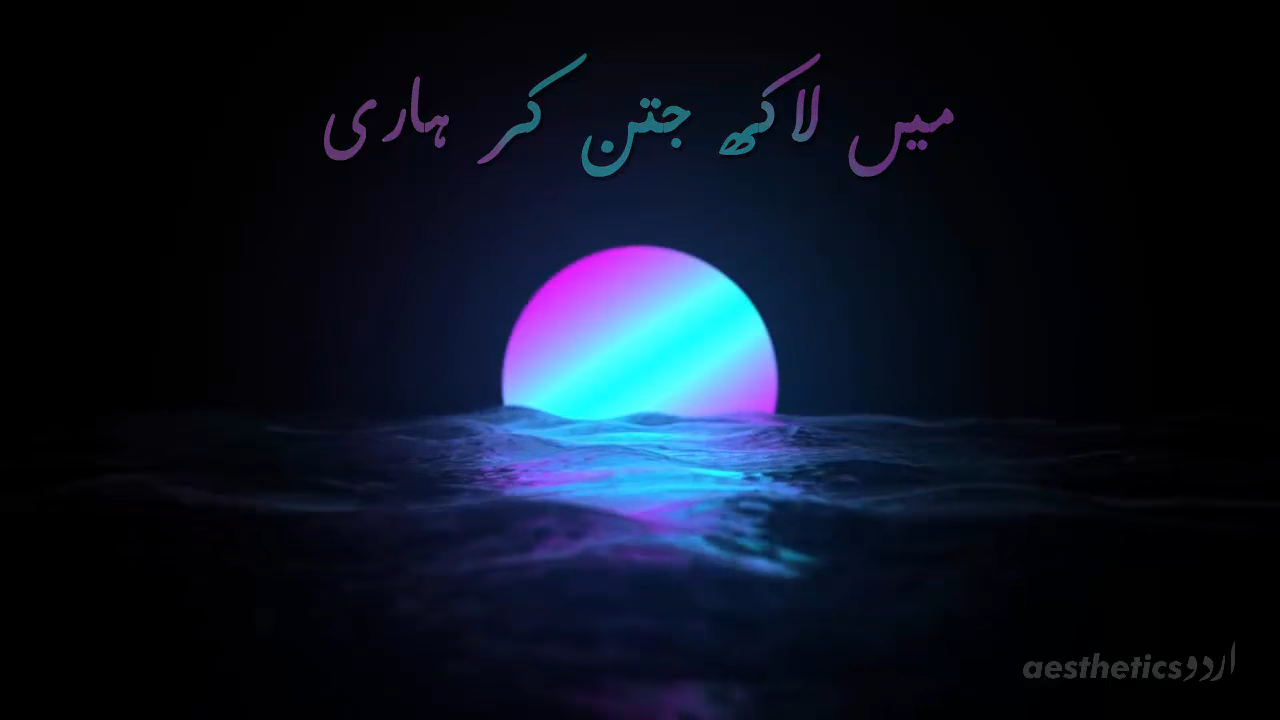 میں لاکھ جتن کر ہاری
aestheticsاردو